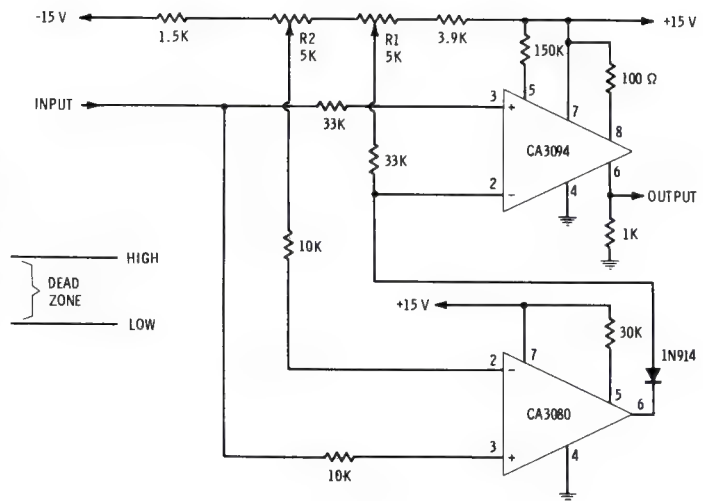 -15 V
1.5K
R2
5K
R1
5K
3.9K
+15 V
150K
100 Ω
INPUT
33K
3
+
5
7
8
CA3094
6
33K
2
-
4
OUTPUT
1K
HIGH
DEAD
ZONE
LOW
10K
+15 V
30K
1N914
2
-
7
5
6
CA3080
3
+
4
10K